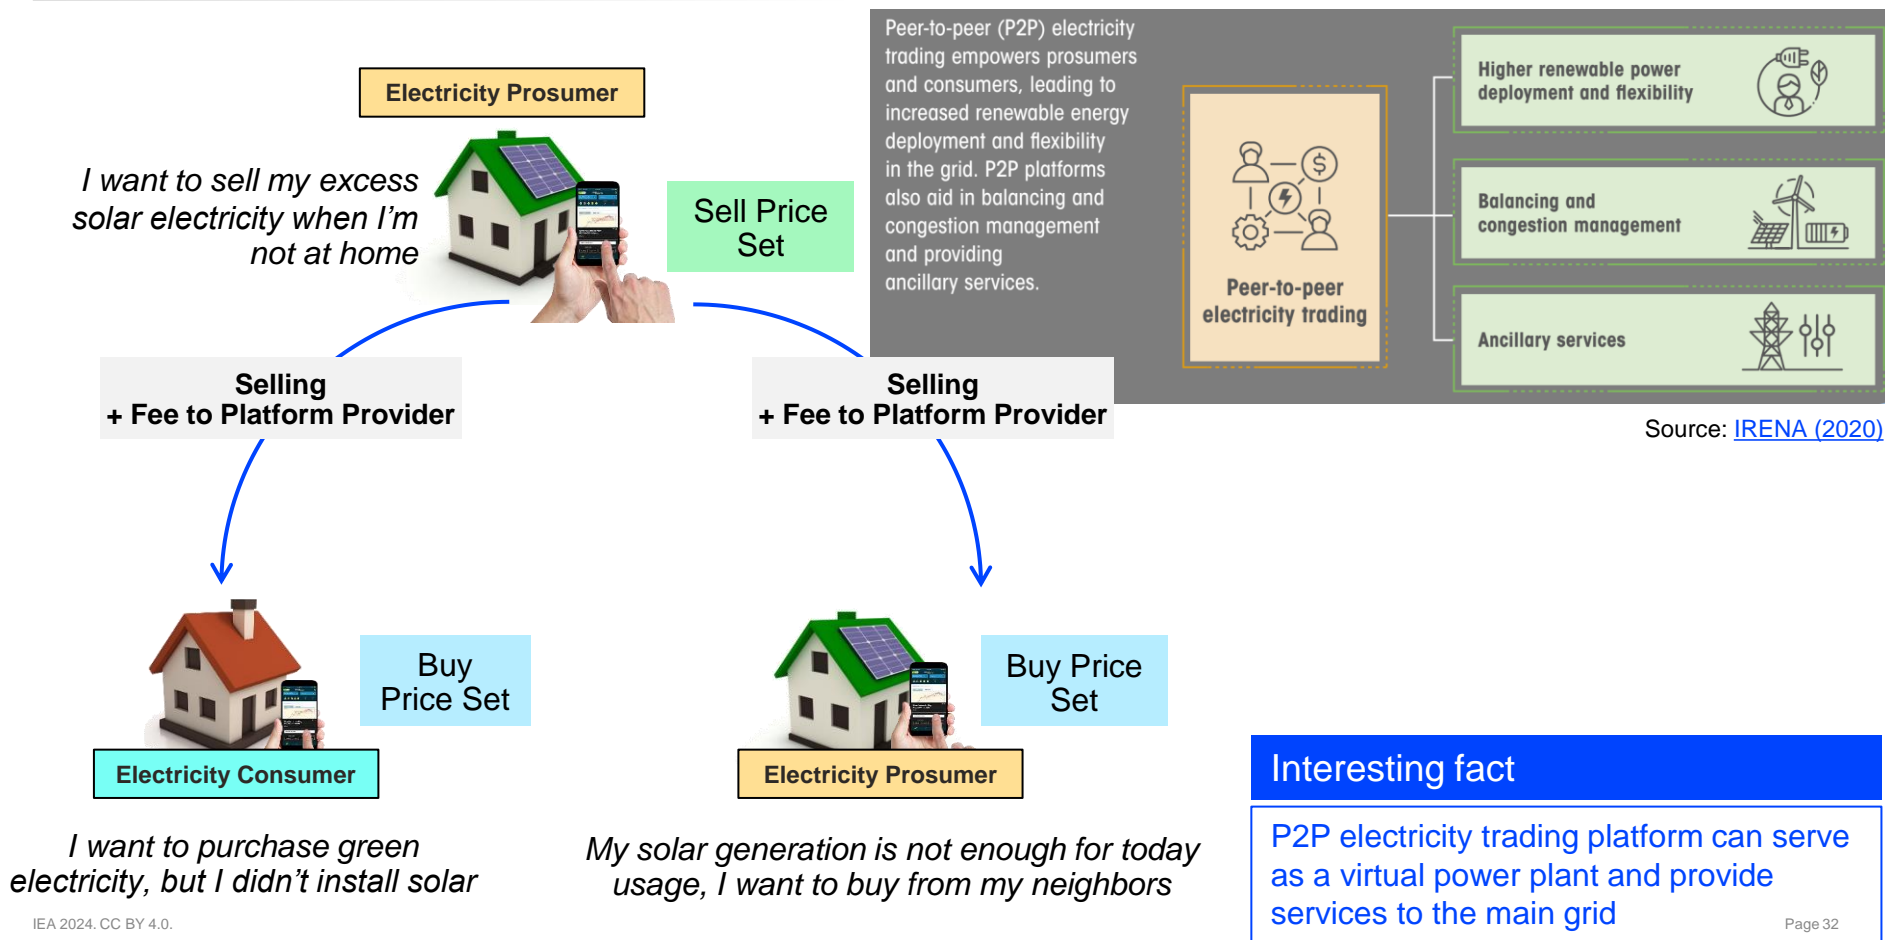 Electricity Prosumer
I want to sell my excess
solar electricity when I'm
not at home
Sell Price
Set
Peer-to-peer (P2P) electricity
trading empowers prosumers
and consumers, leading to
increased renewable energy
deployment and flexibility
in the grid. P2P platforms
also aid in balancing and
congestion management
and providing
ancillary services.
Peer-to-peer
electricity trading
Higher renewable power
deployment and flexibility
Balancing and
congestion management
Ancillary services
Source: IRENA (2020)
Selling
+ Fee to Platform Provider
Selling
+ Fee to Platform Provider
Buy
Price Set
Electricity Consumer
I want to purchase green
electricity, but I didn't install solar
Buy Price
Set
Electricity Prosumer
My solar generation is not enough for today
usage, I want to buy from my neighbors
Interesting fact
P2P electricity trading platform can serve
as a virtual power plant and provide
services to the main grid
IEA 2024. CC BY 4.0.
Page 32